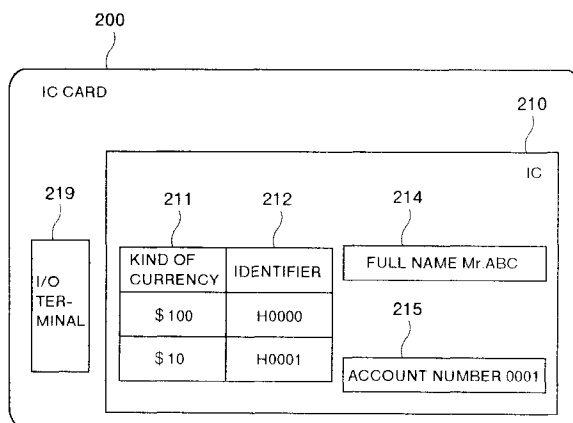 200
IC CARD
210
IC
219
211
212
214
I/O
TER-
MINAL
KIND OF
CURRENCY
IDENTIFIER
$100
H0000
$10
H0001
FULL NAME Mr.ABC
215
ACCOUNT NUMBER 0001